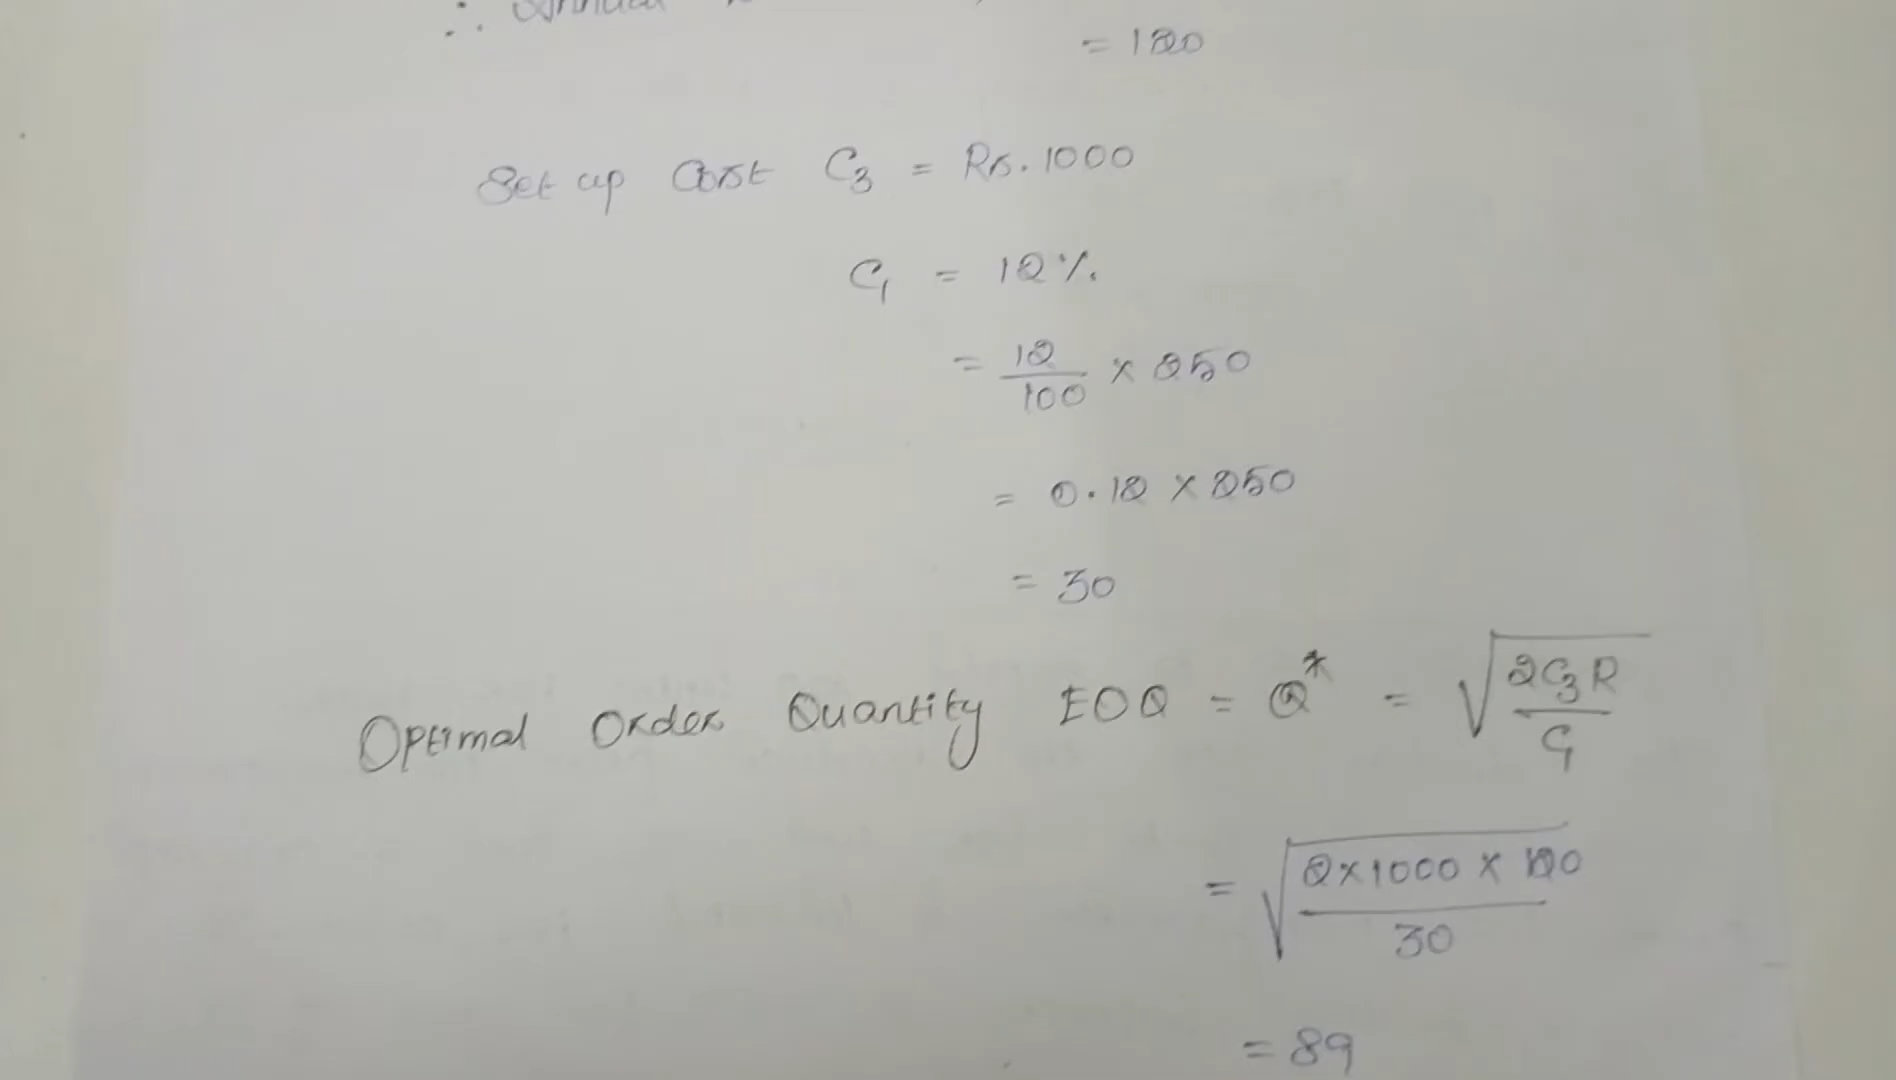 ∴ Annual
= 120
Set up Cost C₃ = Rs. 1000
C₁ = 12%.
= 12/100 × 250
= 0.12 × 250
= 30
Optimal Order Quantity EOQ = Q* = √(2C₃R/C₁)
= √(2×1000×120/30)
= 89